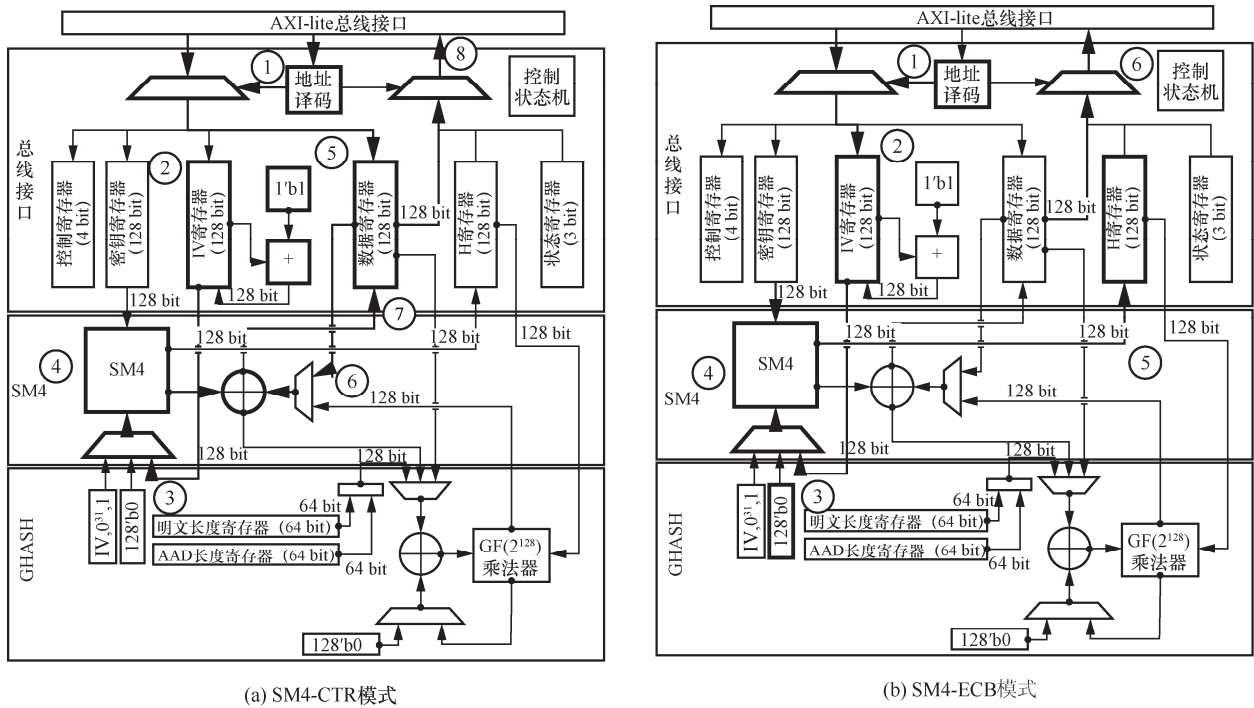 AXI-lite总线接口
①
地址
译码
⑧
控制
状态机
总线接口
控制寄存器
(4 bit)
密钥寄存器
(128 bit)
②
IV寄存器
(128 bit)
1′b1
+
⑤
数据寄存器
(128 bit)
128 bit
H寄存器
(128 bit)
状态寄存器
(3 bit)
128 bit
128 bit
⑦
128 bit
128 bit
④
SM4
SM4
⑥
128 bit
128 bit
128 bit
③
GHASH
IV,0³¹,1
128′b0
64 bit
明文长度寄存器 (64 bit)
AAD长度寄存器 (64 bit)
64 bit
GF(2¹²⁸)
乘法器
128′b0
(a) SM4-CTR模式
AXI-lite总线接口
①
地址
译码
⑥
控制
状态机
总线接口
控制寄存器
(4 bit)
密钥寄存器
(128 bit)
②
IV寄存器
(128 bit)
1′b1
+
数据寄存器
(128 bit)
128 bit
H寄存器
(128 bit)
状态寄存器
(3 bit)
128 bit
128 bit
128 bit
128 bit
④
SM4
SM4
⑤
128 bit
128 bit
128 bit
③
GHASH
IV,0³¹,1
128′b0
64 bit
明文长度寄存器 (64 bit)
AAD长度寄存器 (64 bit)
64 bit
GF(2¹²⁸)
乘法器
128′b0
(b) SM4-ECB模式